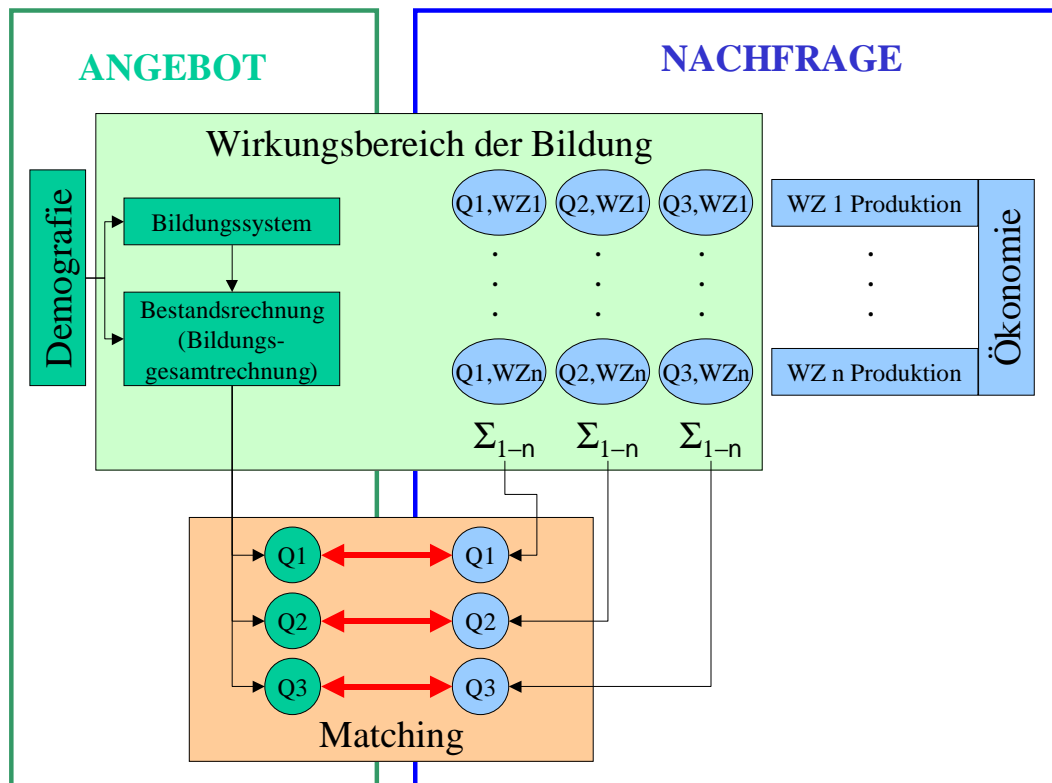 ANGEBOT
NACHFRAGE
Wirkungsbereich der Bildung
Demografie
Bildungssystem
Bestandsrechnung
(Bildungs-
gesamtrechnung)
Q1,WZ1
Q2,WZ1
Q3,WZ1
WZ 1 Produktion
.
.
.
.
.
.
.
.
.
.
.
.
Q1,WZn
Q2,WZn
Q3,WZn
WZ n Produktion
Ökonomie
Σ1–n
Σ1–n
Σ1–n
Q1
Q1
Q2
Q2
Q3
Q3
Matching